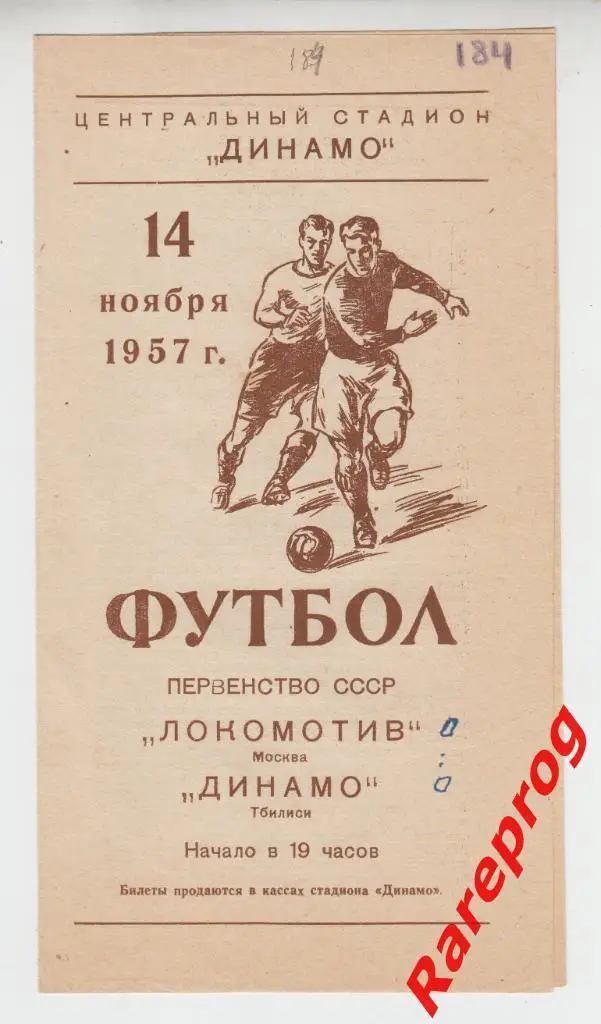 184 184
ЦЕНТРАЛЬНЫЙ СТАДИОН
„ДИНАМО“
14
ноября
1957 г.
ФУТБОЛ
ПЕРВЕНСТВО СССР
„ЛОКОМОТИВ“ 0
Москва :
„ДИНАМО“ 0
Тбилиси
Начало в 19 часов
Билеты продаются в кассах стадиона «Динамо».
Rareprog